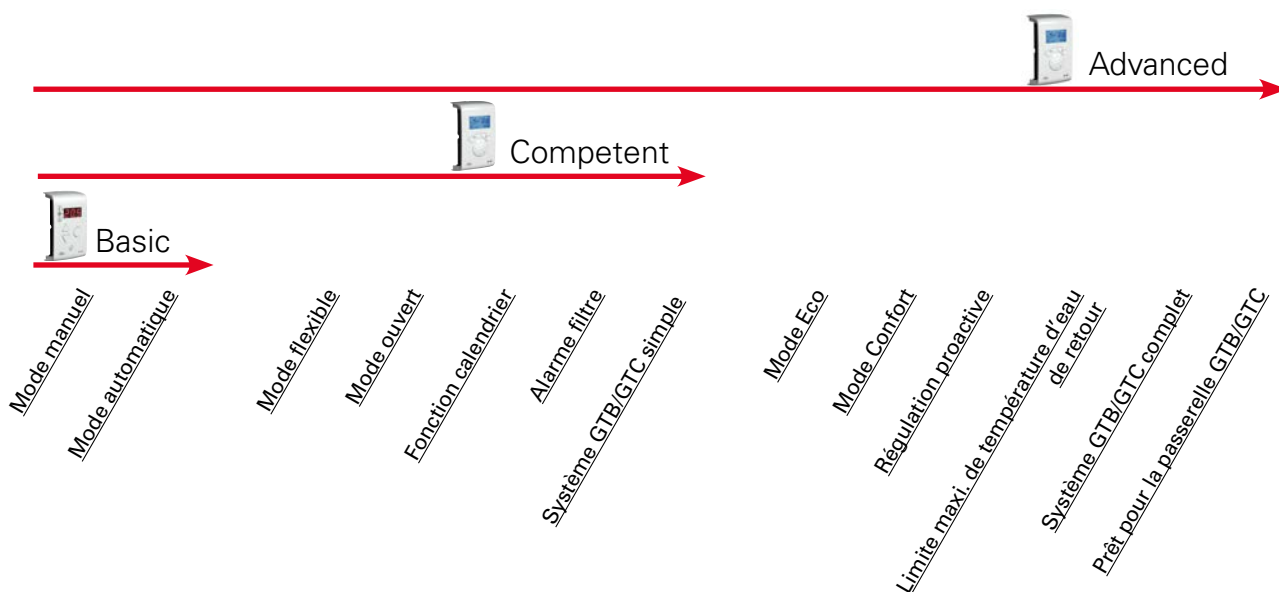 Advanced
Competent
Basic
Mode manuel
Mode automatique
Mode flexible
Mode ouvert
Fonction calendrier
Alarme filtre
Système GTB/GTC simple
Mode Eco
Mode Confort
Régulation proactive
Limite maxi. de température d'eau
de retour
Système GTB/GTC complet
Prêt pour la passerelle GTB/GTC